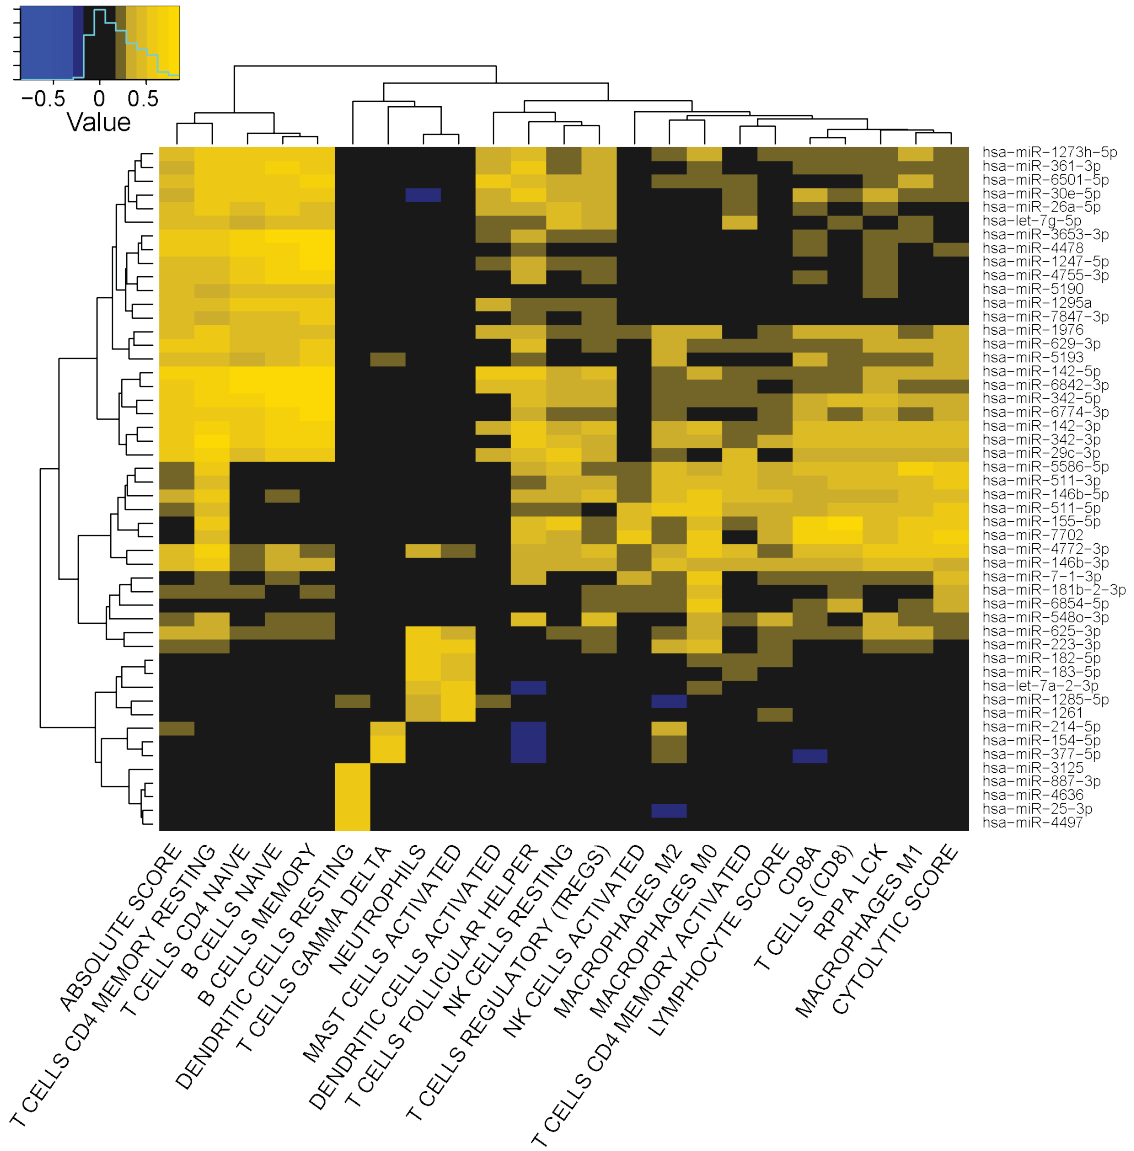 −0.5 0 0.5
Value
hsa−miR−1273h−5p
hsa−miR−361−3p
hsa−miR−6501−5p
hsa−miR−30e−5p
hsa−miR−26a−5p
hsa−let−7g−5p
hsa−miR−3653−3p
hsa−miR−4478
hsa−miR−1247−5p
hsa−miR−4755−3p
hsa−miR−5190
hsa−miR−1295a
hsa−miR−7847−3p
hsa−miR−1976
hsa−miR−629−3p
hsa−miR−5193
hsa−miR−142−5p
hsa−miR−6842−3p
hsa−miR−342−5p
hsa−miR−6774−3p
hsa−miR−142−3p
hsa−miR−342−3p
hsa−miR−29c−3p
hsa−miR−5586−5p
hsa−miR−511−3p
hsa−miR−146b−5p
hsa−miR−511−5p
hsa−miR−155−5p
hsa−miR−7702
hsa−miR−4772−3p
hsa−miR−146b−3p
hsa−miR−7−1−3p
hsa−miR−181b−2−3p
hsa−miR−6854−5p
hsa−miR−548o−3p
hsa−miR−625−3p
hsa−miR−223−3p
hsa−miR−182−5p
hsa−miR−183−5p
hsa−let−7a−2−3p
hsa−miR−1285−5p
hsa−miR−1261
hsa−miR−214−5p
hsa−miR−154−5p
hsa−miR−377−5p
hsa−miR−3125
hsa−miR−887−3p
hsa−miR−4636
hsa−miR−25−3p
hsa−miR−4497
ABSOLUTE SCORE
T CELLS CD4 MEMORY RESTING
T CELLS CD4 NAIVE
B CELLS NAIVE
B CELLS MEMORY
DENDRITIC CELLS RESTING
T CELLS GAMMA DELTA
NEUTROPHILS
MAST CELLS ACTIVATED
DENDRITIC CELLS ACTIVATED
T CELLS FOLLICULAR HELPER
NK CELLS RESTING
T CELLS REGULATORY (TREGS)
NK CELLS ACTIVATED
MACROPHAGES M2
MACROPHAGES M0
T CELLS CD4 MEMORY ACTIVATED
LYMPHOCYTE SCORE
CD8A
T CELLS (CD8)
RPPA LCK
MACROPHAGES M1
CYTOLYTIC SCORE